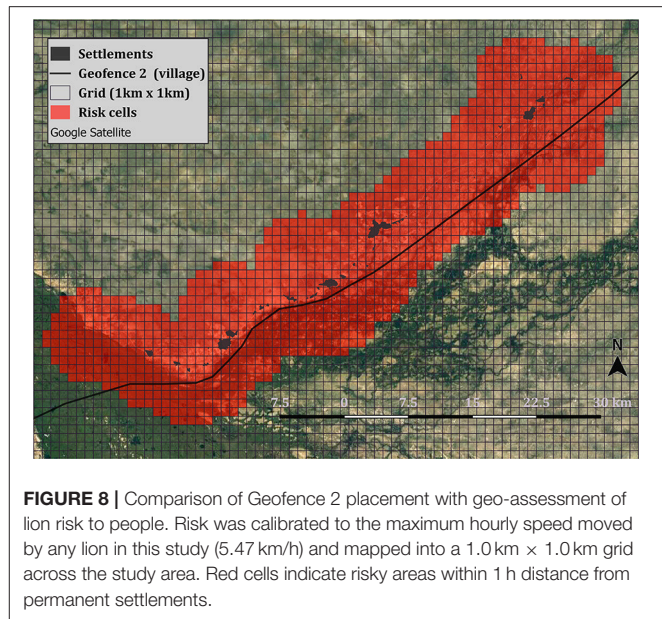 Settlements
Geofence 2 (village)
Grid (1km x 1km)
Risk cells
Google Satellite
N
7.5 0 7.5 15 22.5 30 km
FIGURE 8 | Comparison of Geofence 2 placement with geo-assessment of
lion risk to people. Risk was calibrated to the maximum hourly speed moved
by any lion in this study (5.47 km/h) and mapped into a 1.0 km × 1.0 km grid
across the study area. Red cells indicate risky areas within 1 h distance from
permanent settlements.